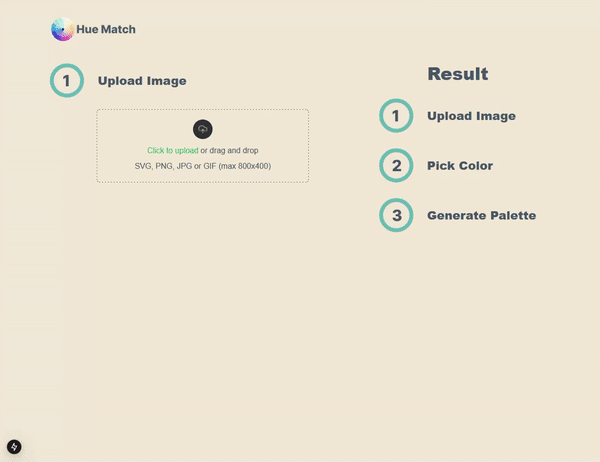 Hue Match
1 Upload Image
Click to upload or drag and drop
SVG, PNG, JPG or GIF (max 800x400)
Result
1 Upload Image
2 Pick Color
3 Generate Palette